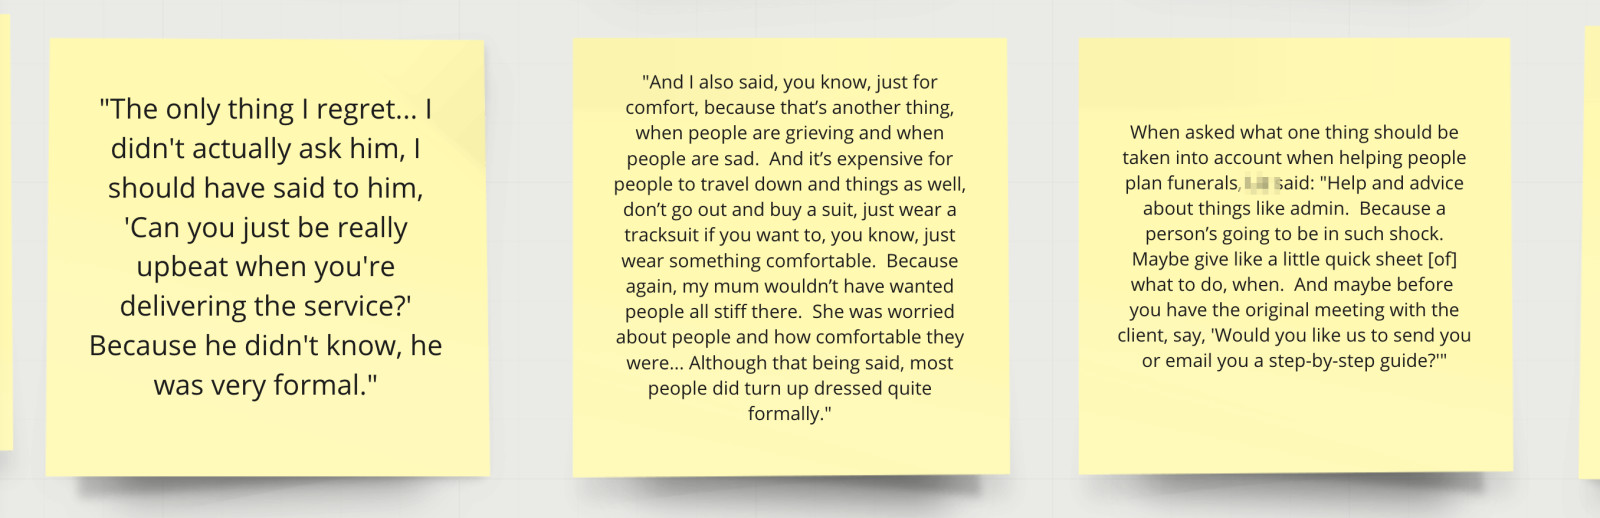 "The only thing I regret... I
didn't actually ask him, I
should have said to him,
'Can you just be really
upbeat when you're
delivering the service?'
Because he didn't know, he
was very formal."
"And I also said, you know, just for
comfort, because that’s another thing,
when people are grieving and when
people are sad.  And it’s expensive for
people to travel down and things as well,
don’t go out and buy a suit, just wear a
tracksuit if you want to, you know, just
wear something comfortable.  Because
again, my mum wouldn’t have wanted
people all stiff there.  She was worried
about people and how comfortable they
were... Although that being said, most
people did turn up dressed quite
formally."
When asked what one thing should be
taken into account when helping people
plan funerals, said: "Help and advice
about things like admin.  Because a
person’s going to be in such shock.
Maybe give like a little quick sheet [of]
what to do, when.  And maybe before
you have the original meeting with the
client, say, 'Would you like us to send you
or email you a step-by-step guide?'"